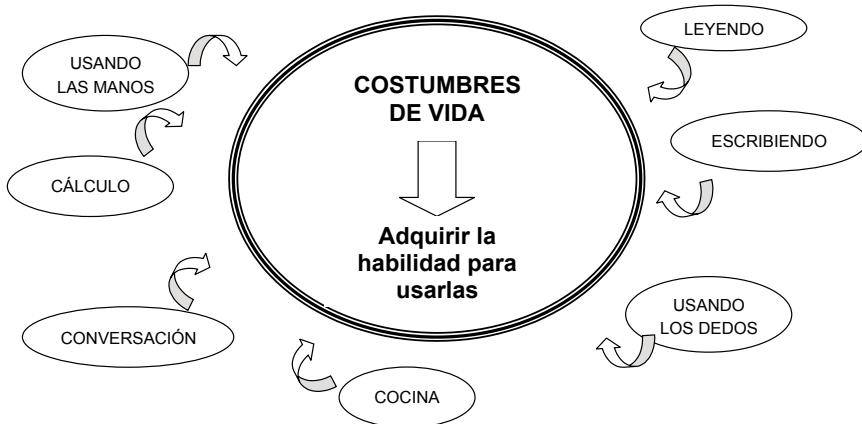 USANDO
LAS MANOS
CÁLCULO
CONVERSACIÓN
COSTUMBRES
DE VIDA
Adquirir la
habilidad para
usarlas
COCINA
LEYENDO
ESCRIBIENDO
USANDO
LOS DEDOS